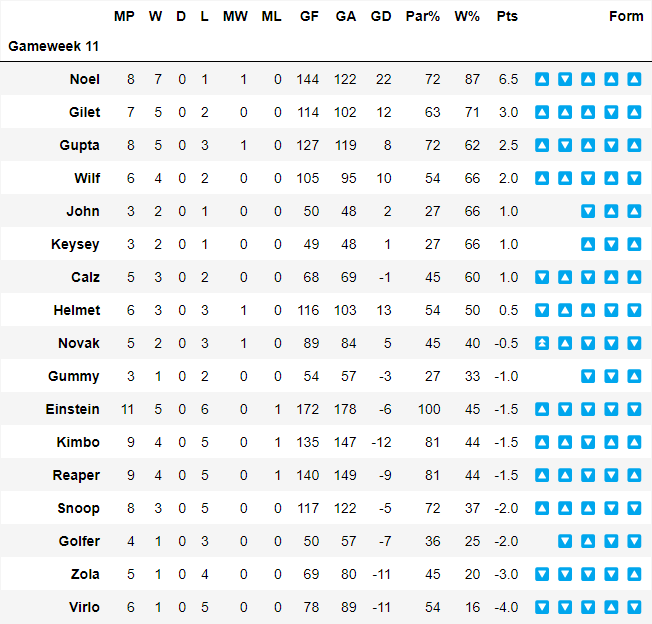 MP W D L MW ML GF GA GD Par% W% Pts Form
Gameweek 11
Noel 8 7 0 1 1 0 144 122 22 72 87 6.5 🔼 🔽 🔼 🔼 🔼
Gilet 7 5 0 2 0 0 114 102 12 63 71 3.0 🔼 🔼 🔼 🔽 🔼
Gupta 8 5 0 3 1 0 127 119 8 72 62 2.5 🔼 🔽 🔼 🔽 🔼
Wilf 6 4 0 2 0 0 105 95 10 54 66 2.0 🔼 🔼 🔽 🔼 🔽
John 3 2 0 1 0 0 50 48 2 27 66 1.0 🔽 🔼 🔼
Keysey 3 2 0 1 0 0 49 48 1 27 66 1.0 🔼 🔽 🔼
Calz 5 3 0 2 0 0 68 69 -1 45 60 1.0 🔽 🔼 🔽 🔼 🔼
Helmet 6 3 0 3 1 0 116 103 13 54 50 0.5 🔽 🔼 🔼 🔽 🔽
Novak 5 2 0 3 1 0 89 84 5 45 40 -0.5 ⏫ 🔼 🔽 🔽 🔽
Gummy 3 1 0 2 0 0 54 57 -3 27 33 -1.0 🔽 🔽 🔼
Einstein 11 5 0 6 0 1 172 178 -6 100 45 -1.5 🔼 🔽 🔽 🔽 🔽
Kimbo 9 4 0 5 0 1 135 147 -12 81 44 -1.5 🔼 🔼 🔽 🔼 🔽
Reaper 9 4 0 5 0 1 140 149 -9 81 44 -1.5 🔼 🔽 🔽 🔽 🔼
Snoop 8 3 0 5 0 0 117 122 -5 72 37 -2.0 🔼 🔼 🔼 🔽 🔽
Golfer 4 1 0 3 0 0 50 57 -7 36 25 -2.0 🔽 🔼 🔽 🔽
Zola 5 1 0 4 0 0 69 80 -11 45 20 -3.0 🔽 🔽 🔽 🔽 🔼
Virlo 6 1 0 5 0 0 78 89 -11 54 16 -4.0 🔽 🔽 🔽 🔼 🔽